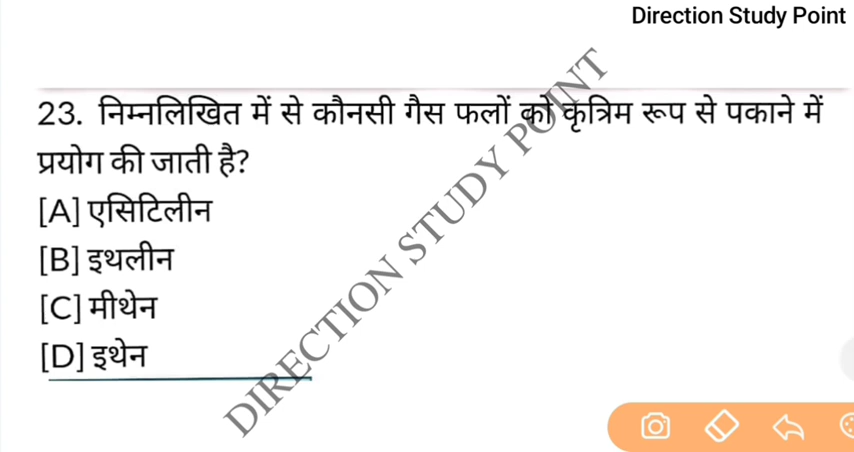 Direction Study Point
23. निम्नलिखित में से कौनसी गैस फलों को कृत्रिम रूप से पकाने में
प्रयोग की जाती है?
[A] एसिटिलीन
[B] इथलीन
[C] मीथेन
[D] इथेन
DIRECTION STUDY POINT